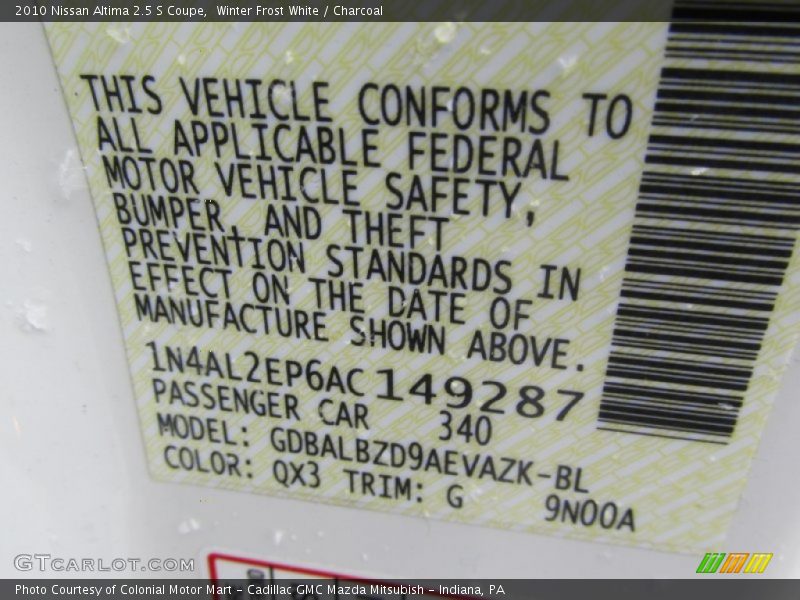 2010 Nissan Altima 2.5 S Coupe,  Winter Frost White / Charcoal
THIS VEHICLE CONFORMS TO
ALL APPLICABLE FEDERAL
MOTOR VEHICLE SAFETY,
BUMPER, AND THEFT
PREVENTION STANDARDS IN
EFFECT ON THE DATE OF
MANUFACTURE SHOWN ABOVE.
1N4AL2EP6AC149287
PASSENGER CAR 340
MODEL: GDBALBZD9AEVAZK-BL
COLOR: QX3 TRIM: G 9N00A
GTCARLOT.COM
Photo Courtesy of Colonial Motor Mart - Cadillac GMC Mazda Mitsubish - Indiana, PA